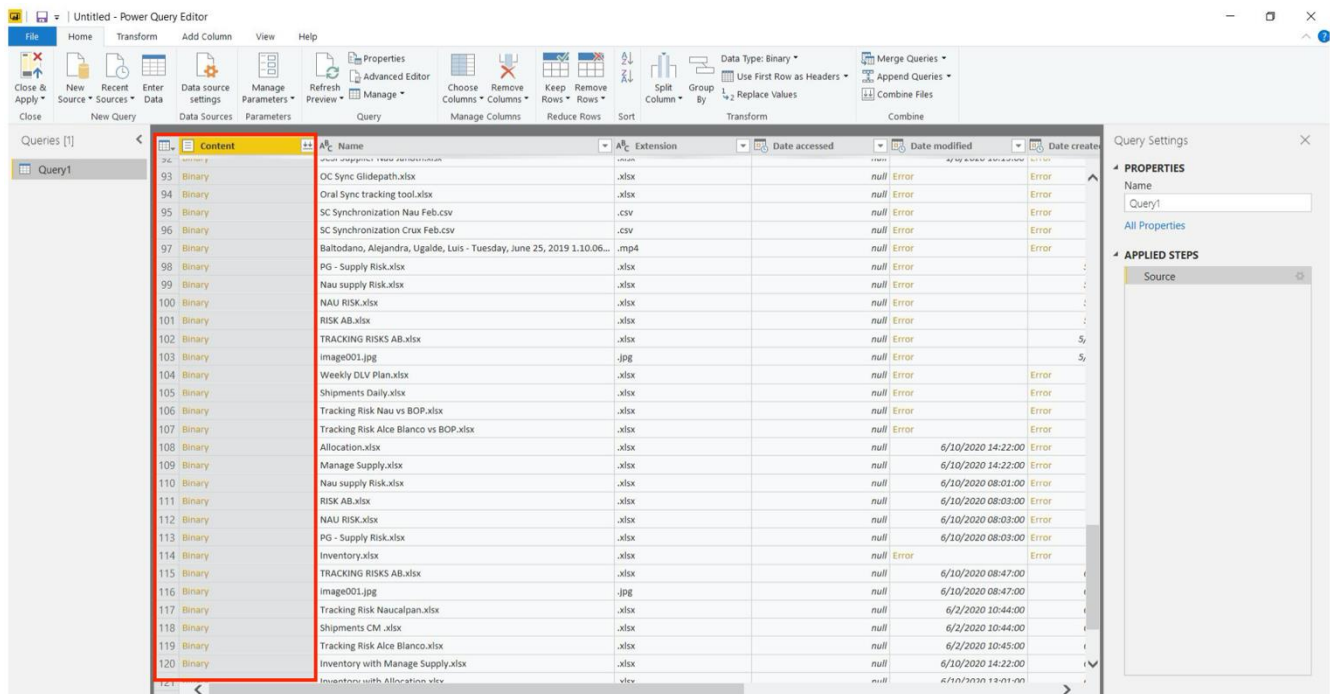 Untitled - Power Query Editor
File Home Transform Add Column View Help
Close & Apply
New Source
Recent Sources
Enter Data
Data source settings
Manage Parameters
Refresh Preview
Properties
Advanced Editor
Manage
Choose Columns
Remove Columns
Keep Rows
Remove Rows
Split Column
Group By
Data Type: Binary
Use First Row as Headers
Replace Values
Merge Queries
Append Queries
Combine Files
Close New Query Data Sources Parameters Query Manage Columns Reduce Rows Sort Transform Combine
Queries [1]
Query1
Content Name Extension Date accessed Date modified Date created
93 Binary OC Sync Glidepath.xlsx .xlsx null Error Error
94 Binary Oral Sync tracking tool.xlsx .xlsx null Error Error
95 Binary SC Synchronization Nau Feb.csv .csv null Error Error
96 Binary SC Synchronization Crux Feb.csv .csv null Error Error
97 Binary Baltodano, Alejandra, Ugalde, Luis - Tuesday, June 25, 2019 1.10.06... .mp4 null Error Error
98 Binary PG - Supply Risk.xlsx .xlsx null Error
99 Binary Nau supply Risk.xlsx .xlsx null Error
100 Binary NAU RISK.xlsx .xlsx null Error
101 Binary RISK AB.xlsx .xlsx null Error
102 Binary TRACKING RISKS AB.xlsx .xlsx null Error 5/
103 Binary image001.jpg .jpg null Error 5/
104 Binary Weekly DLV Plan.xlsx .xlsx null Error Error
105 Binary Shipments Daily.xlsx .xlsx null Error Error
106 Binary Tracking Risk Nau vs BOP.xlsx .xlsx null Error Error
107 Binary Tracking Risk Alce Blanco vs BOP.xlsx .xlsx null Error Error
108 Binary Allocation.xlsx .xlsx null 6/10/2020 14:22:00 Error
109 Binary Manage Supply.xlsx .xlsx null 6/10/2020 14:22:00 Error
110 Binary Nau supply Risk.xlsx .xlsx null 6/10/2020 08:01:00 Error
111 Binary RISK AB.xlsx .xlsx null 6/10/2020 08:03:00 Error
112 Binary NAU RISK.xlsx .xlsx null 6/10/2020 08:03:00 Error
113 Binary PG - Supply Risk.xlsx .xlsx null 6/10/2020 08:03:00 Error
114 Binary Inventory.xlsx .xlsx null Error Error
115 Binary TRACKING RISKS AB.xlsx .xlsx null 6/10/2020 08:47:00
116 Binary image001.jpg .jpg null 6/10/2020 08:47:00
117 Binary Tracking Risk Naucalpan.xlsx .xlsx null 6/2/2020 10:44:00
118 Binary Shipments CM .xlsx .xlsx null 6/2/2020 10:44:00
119 Binary Tracking Risk Alce Blanco.xlsx .xlsx null 6/2/2020 10:45:00
120 Binary Inventory with Manage Supply.xlsx .xlsx null 6/10/2020 14:22:00
Inventory with Allocation.xlsx .xlsx null 6/10/2020 13:01:00
Query Settings
PROPERTIES
Name
Query1
All Properties
APPLIED STEPS
Source